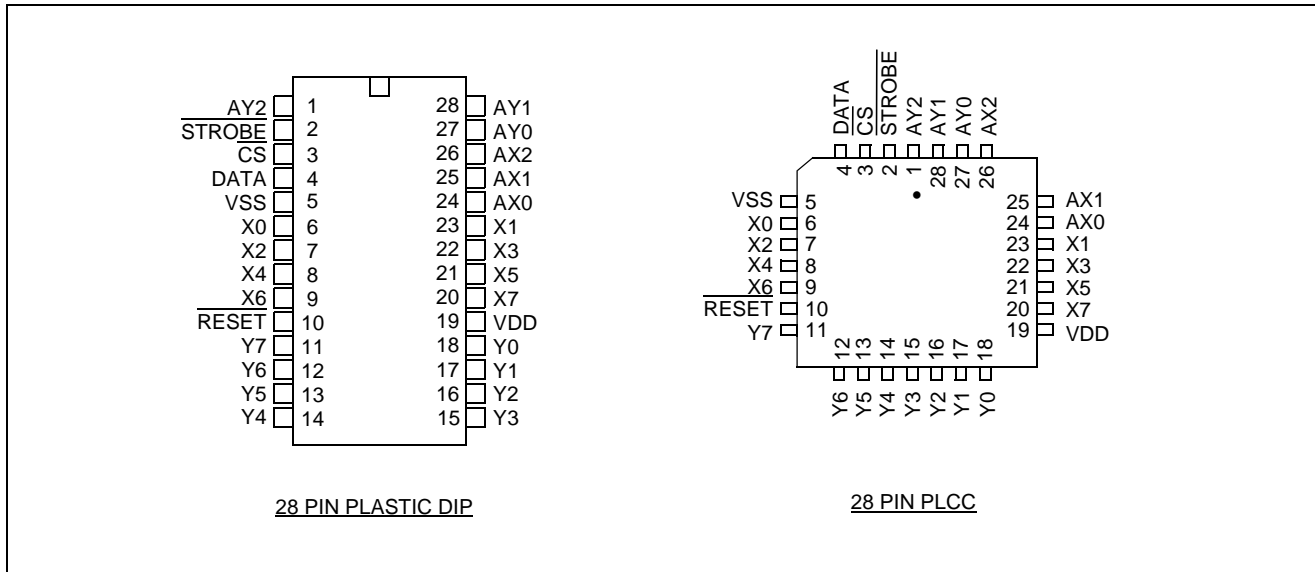 AY2 1 28 AY1
STROBE 2 27 AY0
CS 3 26 AX2
DATA 4 25 AX1
VSS 5 24 AX0
X0 6 23 X1
X2 7 22 X3
X4 8 21 X5
X6 9 20 X7
RESET 10 19 VDD
Y7 11 18 Y0
Y6 12 17 Y1
Y5 13 16 Y2
Y4 14 15 Y3
28 PIN PLASTIC DIP
DATA CS STROBE AY2 AY1 AY0 AX2
4 3 2 1 28 27 26
VSS 5 25 AX1
X0 6 24 AX0
X2 7 23 X1
X4 8 22 X3
X6 9 21 X5
RESET 10 20 X7
Y7 11 19 VDD
12 13 14 15 16 17 18
Y6 Y5 Y4 Y3 Y2 Y1 Y0
28 PIN PLCC